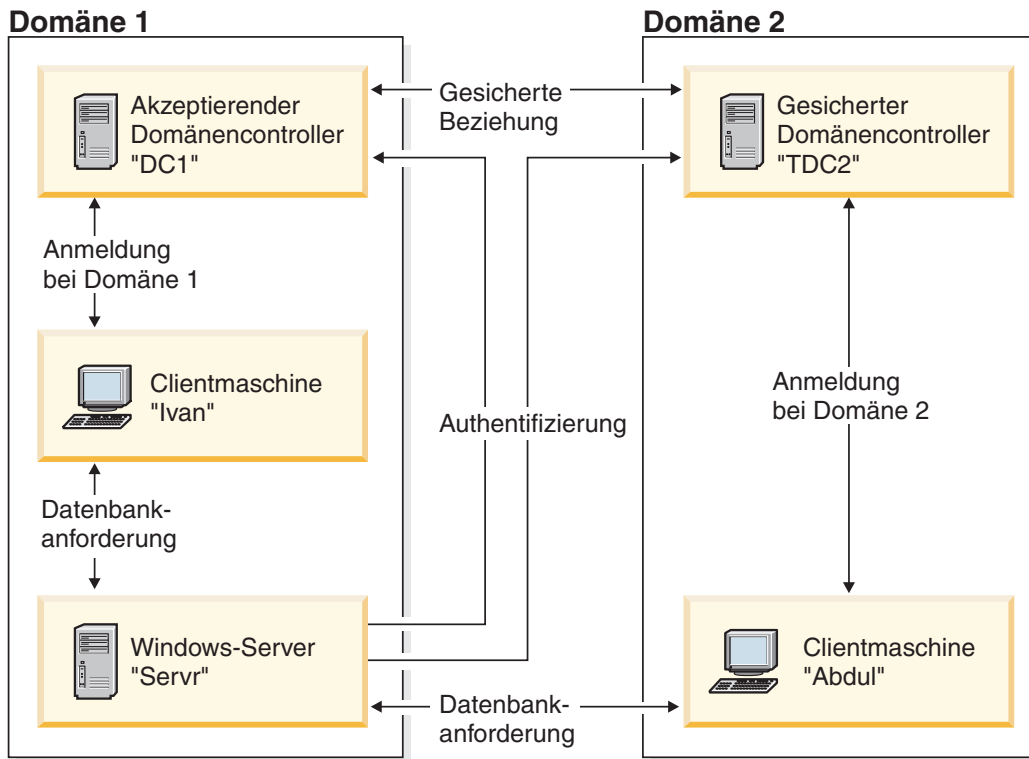 Domäne 1
Domäne 2
Akzeptierender
Domänencontroller
"DC1"
Gesicherte
Beziehung
Gesicherter
Domänencontroller
"TDC2"
Anmeldung
bei Domäne 1
Clientmaschine
"Ivan"
Authentifizierung
Anmeldung
bei Domäne 2
Datenbank-
anforderung
Windows-Server
"Servr"
Datenbank-
anforderung
Clientmaschine
"Abdul"